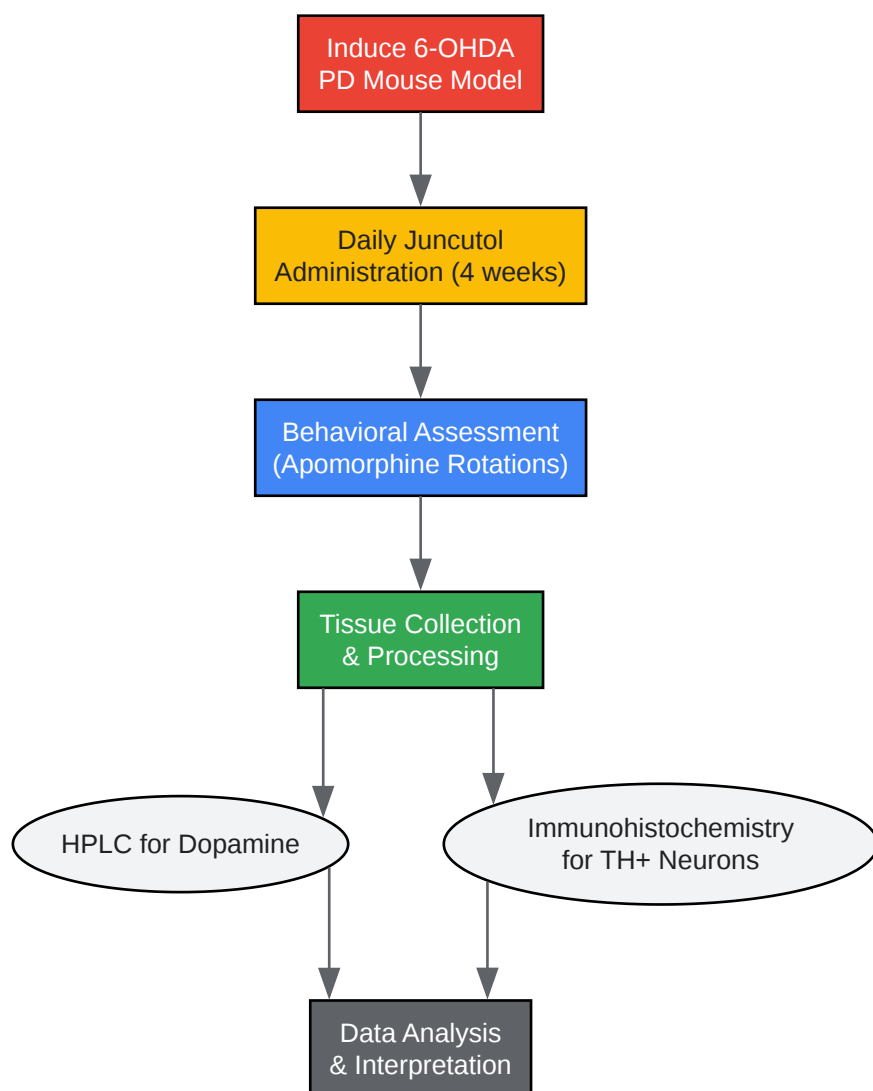 Induce 6-OHDA
PD Mouse Model
Daily Juncutol
Administration (4 weeks)
Behavioral Assessment
(Apomorphine Rotations)
Tissue Collection
& Processing
HPLC for Dopamine
Immunohistochemistry
for TH+ Neurons
Data Analysis
& Interpretation